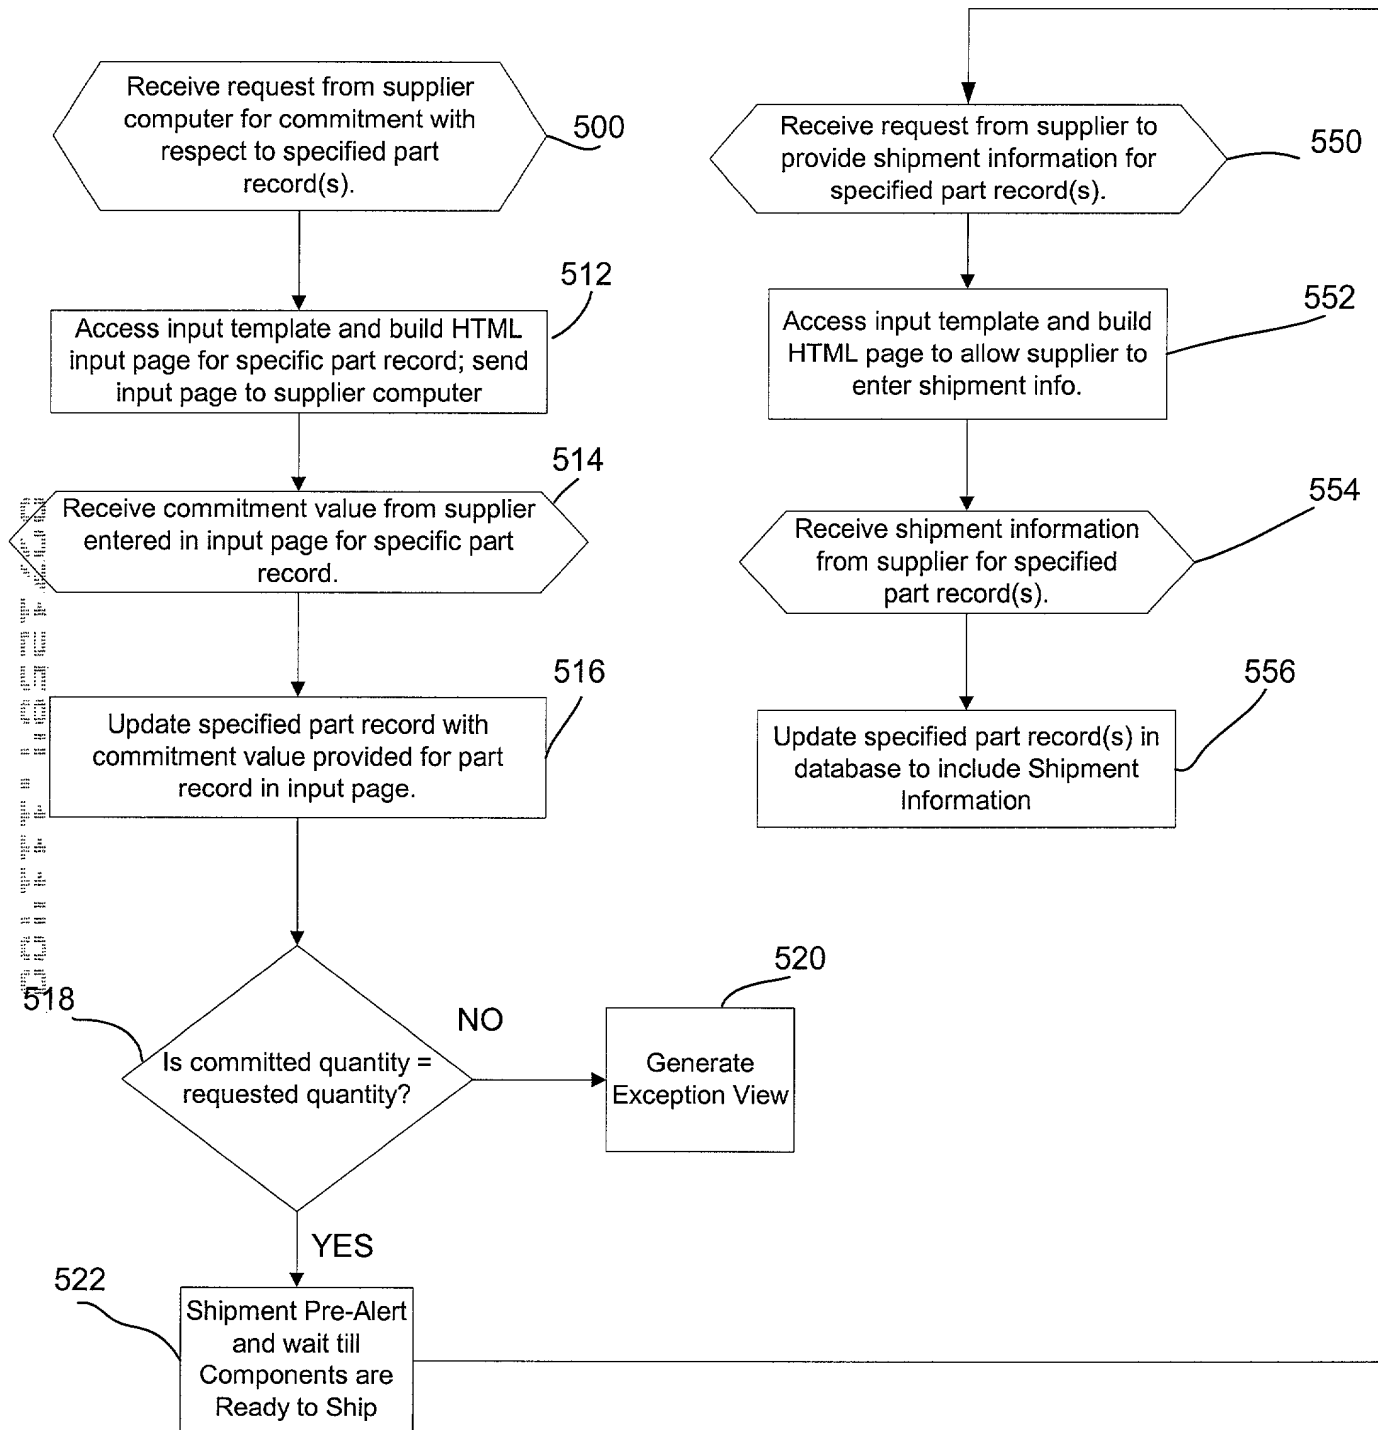 Receive request from supplier
computer for commitment with
respect to specified part
record(s).
500
Access input template and build HTML
input page for specific part record; send
input page to supplier computer
512
Receive commitment value from supplier
entered in input page for specific part
record.
514
Update specified part record with
commitment value provided for part
record in input page.
516
Is committed quantity =
requested quantity?
518
NO
Generate
Exception View
520
YES
Shipment Pre-Alert
and wait till
Components are
Ready to Ship
522
Receive request from supplier to
provide shipment information for
specified part record(s).
550
Access input template and build
HTML page to allow supplier to
enter shipment info.
552
Receive shipment information
from supplier for specified
part record(s).
554
Update specified part record(s) in
database to include Shipment
Information
556